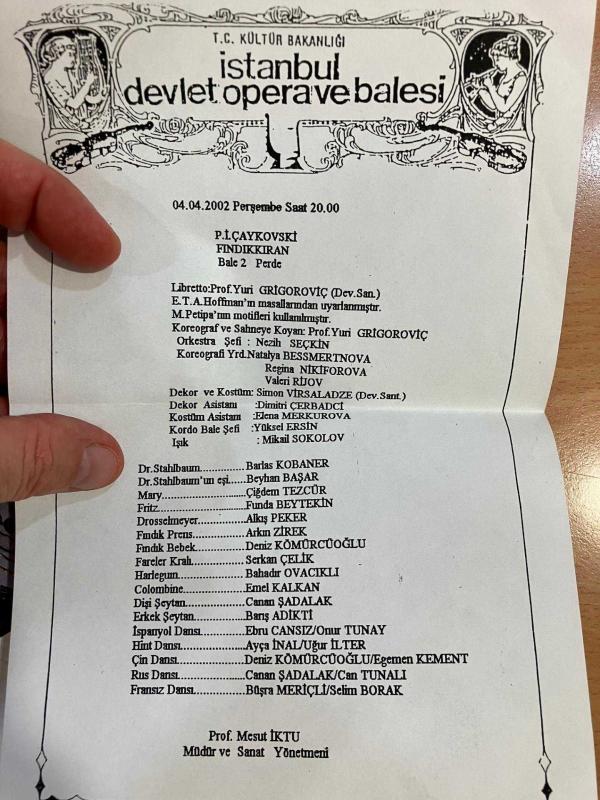 T.C. KÜLTÜR BAKANLIĞI
istanbul
devlet opera ve balesi
04.04.2002 Perşembe Saat 20.00
P.İ.ÇAYKOVSKİ
FINDIKKIRAN
Bale 2 Perde
Libretto:Prof.Yuri GRİGOROVİÇ (Dev.San.)
E.T.A.Hoffman'ın masallarından uyarlanmıştır.
M.Petipa'nın motifleri kullanılmıştır.
Koreograf ve Sahneye Koyan: Prof.Yuri GRİGOROVİÇ
Orkestra Şefi : Nezih SEÇKİN
Koreografi Yrd.Natalya BESSMERTNOVA
Regina NİKİFOROVA
Valeri RİJOV
Dekor ve Kostüm: Simon VİRSALADZE (Dev.Sant.)
Dekor Asistanı :Dimitri ÇERBADCİ
Kostüm Asistanı :Elena MERKUROVA
Kordo Bale Şefi :Yüksel ERSİN
Işık : Mikail SOKOLOV
Dr.Stahlbaum..............Barlas KOBANER
Dr.Stahlbaum'un eşi.....Beyhan BAŞAR
Mary.........................Çiğdem TEZCÜR
Fritz..........................Funda BEYTEKİN
Drosselmeyer..............Alkış PEKER
Fındık Prens...............Arkın ZİREK
Fındık Bebek..............Deniz KÖMÜRCÜOĞLU
Fareler Kralı...............Serkan ÇELİK
Harlegum...................Bahadır OVACIKLI
Colombine..................Emel KALKAN
Dişi Şeytan.................Canan ŞADALAK
Erkek Şeytan..............Barış ADİKTİ
İspanyol Dansı............Ebru CANSIZ/Onur TUNAY
Hint Dansı..................Ayça İNAL/Uğur İLTER
Çin Dansı...................Deniz KÖMÜRCÜOĞLU/Egemen KEMENT
Rus Dansı...................Canan ŞADALAK/Can TUNALI
Fransız Dansı..............Büşra MERİÇLİ/Selim BORAK
Prof. Mesut İKTU
Müdür ve Sanat Yönetmeni